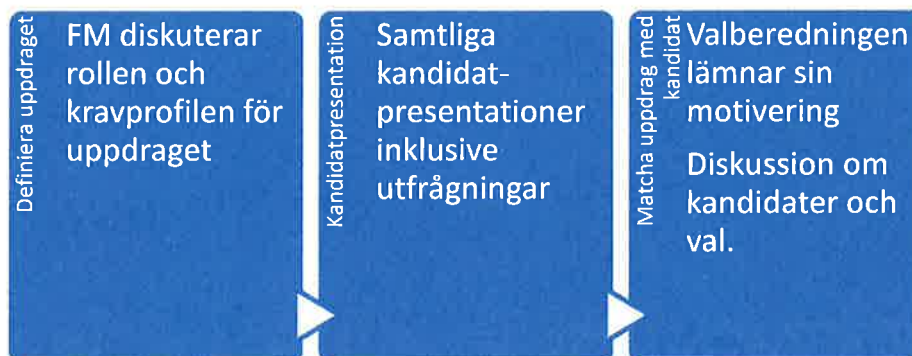 Definiera uppdraget
FM diskuterar
rollen och
kravprofilen för
uppdraget
Kandidatpresentation
Samtliga
kandidat-
presentationer
inklusive
utfrågningar
Matcha uppdrag med
kandidat
Valberedningen
lämnar sin
motivering
Diskussion om
kandidater och
val.